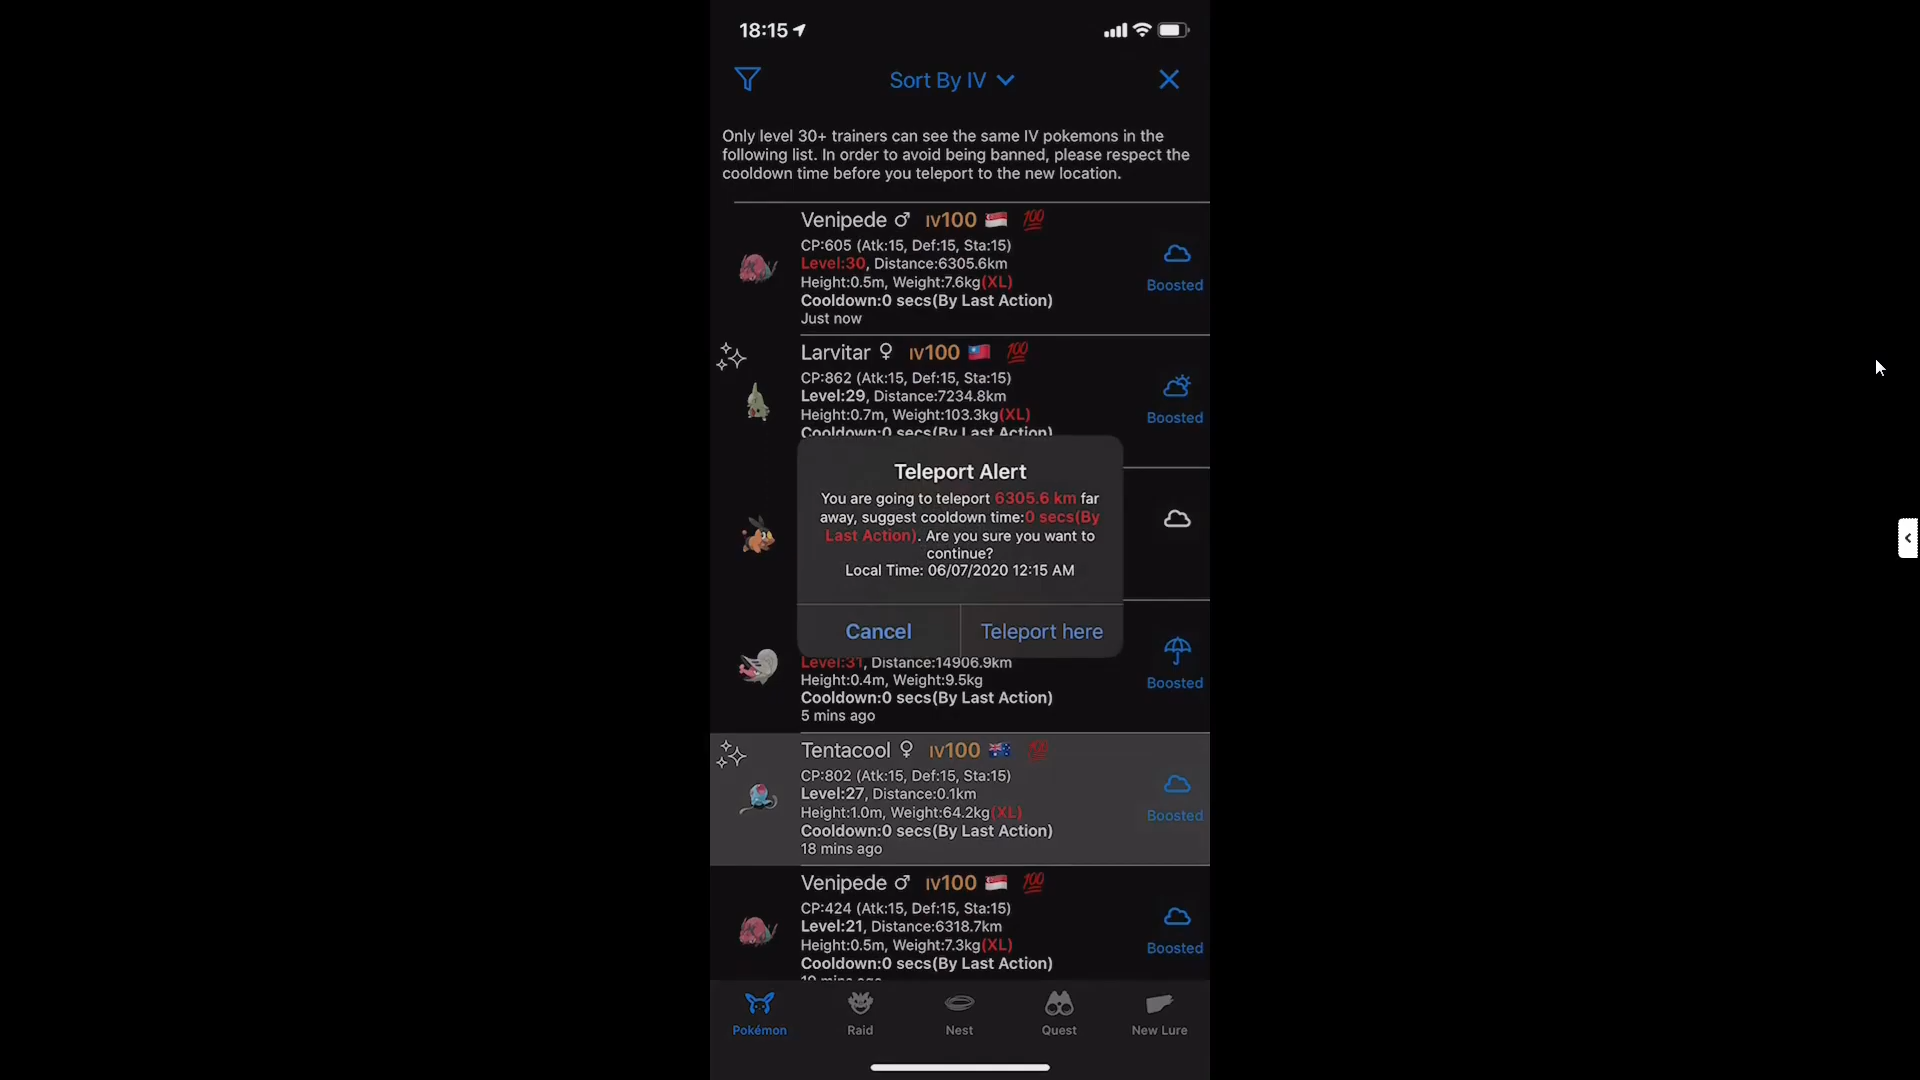 18:15
Sort By IV
Only level 30+ trainers can see the same IV pokemons in the
following list. In order to avoid being banned, please respect the
cooldown time before you teleport to the new location.
Venipede ♂ IV100 🇸🇬 💯
CP:605 (Atk:15, Def:15, Sta:15)
Level:30, Distance:6305.6km
Height:0.5m, Weight:7.6kg(XL)
Cooldown:0 secs(By Last Action)
Just now
Boosted
Larvitar ♀ IV100 🇹🇼 💯
CP:862 (Atk:15, Def:15, Sta:15)
Level:29, Distance:7234.8km
Height:0.7m, Weight:103.3kg(XL)
Cooldown:0 secs(By Last Action)
Boosted
Teleport Alert
You are going to teleport 6305.6 km far
away, suggest cooldown time:0 secs(By
Last Action). Are you sure you want to
continue?
Local Time: 06/07/2020 12:15 AM
Cancel
Teleport here
Level:31, Distance:14906.9km
Height:0.4m, Weight:9.5kg
Cooldown:0 secs(By Last Action)
5 mins ago
Boosted
Tentacool ♀ IV100 🇦🇺 💯
CP:802 (Atk:15, Def:15, Sta:15)
Level:27, Distance:0.1km
Height:1.0m, Weight:64.2kg(XL)
Cooldown:0 secs(By Last Action)
18 mins ago
Boosted
Venipede ♂ IV100 🇸🇬 💯
CP:424 (Atk:15, Def:15, Sta:15)
Level:21, Distance:6318.7km
Height:0.5m, Weight:7.3kg(XL)
Cooldown:0 secs(By Last Action)
Boosted
Pokémon
Raid
Nest
Quest
New Lure